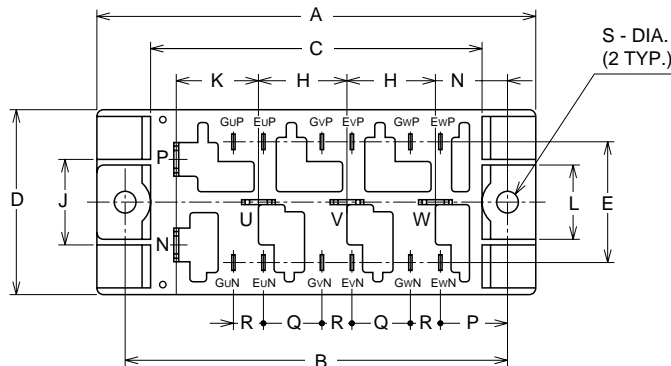 A
S - DIA.
(2 TYP.)
C
K H H N
GUP EUP GVP EVP GWP EWP
P
D J L E
U V W
N
GUN EUN GVN EVN GWN EWN
R Q R Q R P
B